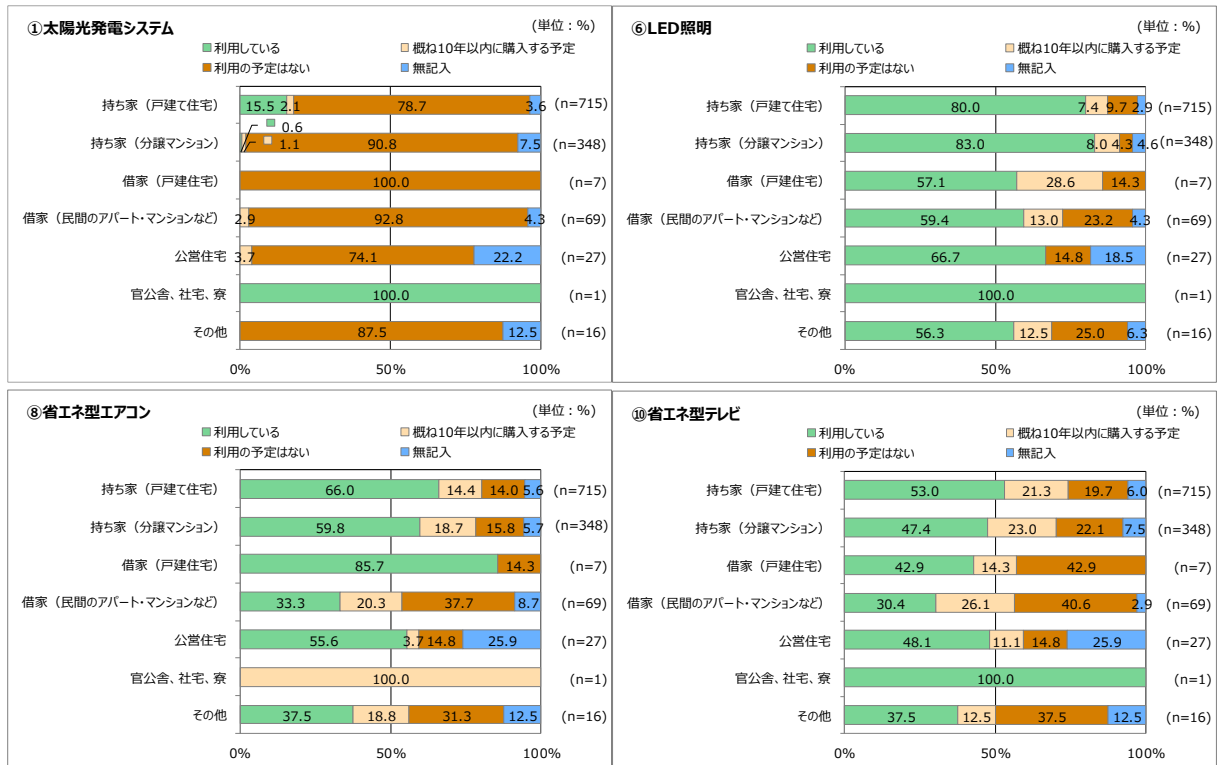 ①太陽光発電システム (単位：%)
利用している 概ね10年以内に購入する予定
利用の予定はない 無記入
持ち家（戸建て住宅） 15.5 2.1 78.7 3.6 (n=715)
0.6
持ち家（分譲マンション） 1.1 90.8 7.5 (n=348)
借家（戸建住宅） 100.0 (n=7)
借家（民間のアパート・マンションなど） 2.9 92.8 4.3 (n=69)
公営住宅 3.7 74.1 22.2 (n=27)
官公舎、社宅、寮 100.0 (n=1)
その他 87.5 12.5 (n=16)
0% 50% 100%
⑥LED照明 (単位：%)
利用している 概ね10年以内に購入する予定
利用の予定はない 無記入
持ち家（戸建て住宅） 80.0 7.4 9.7 2.9 (n=715)
持ち家（分譲マンション） 83.0 8.0 4.3 4.6 (n=348)
借家（戸建住宅） 57.1 28.6 14.3 (n=7)
借家（民間のアパート・マンションなど） 59.4 13.0 23.2 4.3 (n=69)
公営住宅 66.7 14.8 18.5 (n=27)
官公舎、社宅、寮 100.0 (n=1)
その他 56.3 12.5 25.0 6.3 (n=16)
0% 50% 100%
⑧省エネ型エアコン (単位：%)
利用している 概ね10年以内に購入する予定
利用の予定はない 無記入
持ち家（戸建て住宅） 66.0 14.4 14.0 5.6 (n=715)
持ち家（分譲マンション） 59.8 18.7 15.8 5.7 (n=348)
借家（戸建住宅） 85.7 14.3 (n=7)
借家（民間のアパート・マンションなど） 33.3 20.3 37.7 8.7 (n=69)
公営住宅 55.6 3.7 14.8 25.9 (n=27)
官公舎、社宅、寮 100.0 (n=1)
その他 37.5 18.8 31.3 12.5 (n=16)
0% 50% 100%
⑩省エネ型テレビ (単位：%)
利用している 概ね10年以内に購入する予定
利用の予定はない 無記入
持ち家（戸建て住宅） 53.0 21.3 19.7 6.0 (n=715)
持ち家（分譲マンション） 47.4 23.0 22.1 7.5 (n=348)
借家（戸建住宅） 42.9 14.3 42.9 (n=7)
借家（民間のアパート・マンションなど） 30.4 26.1 40.6 2.9 (n=69)
公営住宅 48.1 11.1 14.8 25.9 (n=27)
官公舎、社宅、寮 100.0 (n=1)
その他 37.5 12.5 37.5 12.5 (n=16)
0% 50% 100%